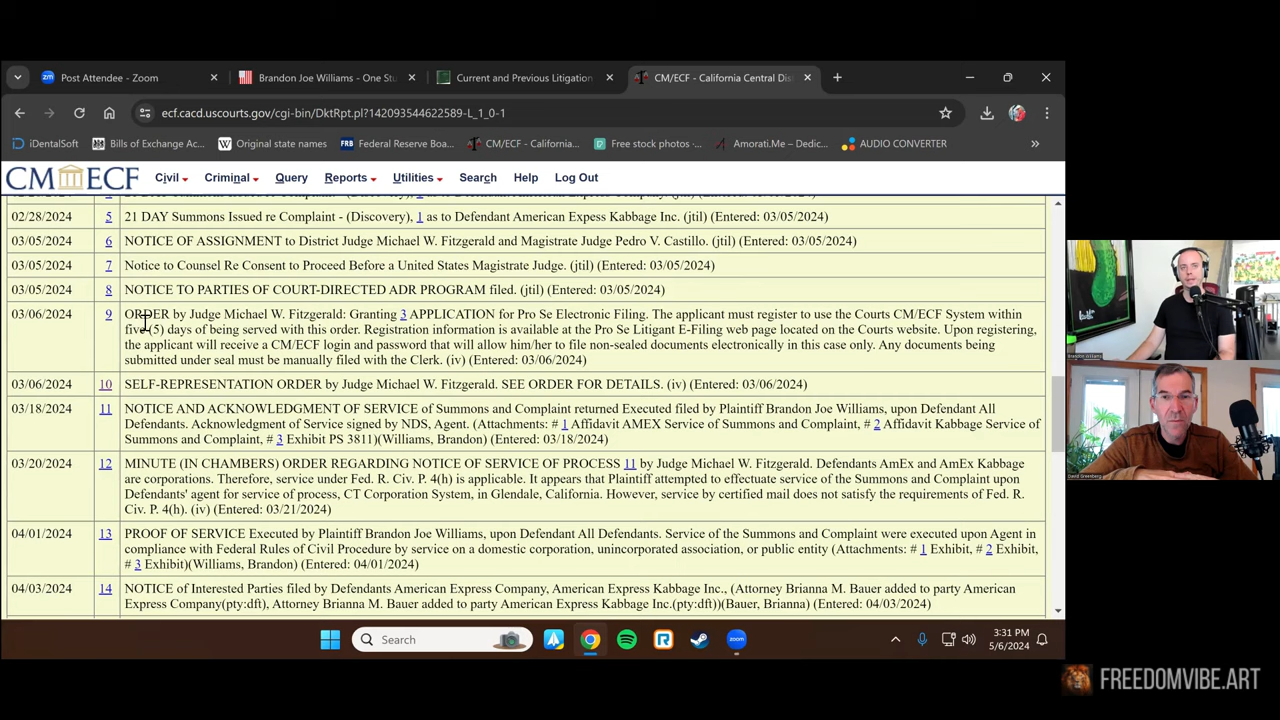 Post Attendee - Zoom
Brandon Joe Williams - One Stu
Current and Previous Litigation
CM/ECF - California Central Dis
ecf.cacd.uscourts.gov/cgi-bin/DktRpt.pl?142093544622589-L_1_0-1
iDentalSoft
Bills of Exchange Ac...
Original state names
FRB Federal Reserve Boa...
CM/ECF - California...
Free stock photos -...
Amorati.Me – Dedic...
AUDIO CONVERTER
CM ECF Civil Criminal Query Reports Utilities Search Help Log Out
02/28/2024 5 21 DAY Summons Issued re Complaint - (Discovery), 1 as to Defendant American Expess Kabbage Inc. (jtil) (Entered: 03/05/2024)
03/05/2024 6 NOTICE OF ASSIGNMENT to District Judge Michael W. Fitzgerald and Magistrate Judge Pedro V. Castillo. (jtil) (Entered: 03/05/2024)
03/05/2024 7 Notice to Counsel Re Consent to Proceed Before a United States Magistrate Judge. (jtil) (Entered: 03/05/2024)
03/05/2024 8 NOTICE TO PARTIES OF COURT-DIRECTED ADR PROGRAM filed. (jtil) (Entered: 03/05/2024)
03/06/2024 9 ORDER by Judge Michael W. Fitzgerald: Granting 3 APPLICATION for Pro Se Electronic Filing. The applicant must register to use the Courts CM/ECF System within
five (5) days of being served with this order. Registration information is available at the Pro Se Litigant E-Filing web page located on the Courts website. Upon registering,
the applicant will receive a CM/ECF login and password that will allow him/her to file non-sealed documents electronically in this case only. Any documents being
submitted under seal must be manually filed with the Clerk. (iv) (Entered: 03/06/2024)
03/06/2024 10 SELF-REPRESENTATION ORDER by Judge Michael W. Fitzgerald. SEE ORDER FOR DETAILS. (iv) (Entered: 03/06/2024)
03/18/2024 11 NOTICE AND ACKNOWLEDGMENT OF SERVICE of Summons and Complaint returned Executed filed by Plaintiff Brandon Joe Williams, upon Defendant All
Defendants. Acknowledgment of Service signed by NDS, Agent. (Attachments: # 1 Affidavit AMEX Service of Summons and Complaint, # 2 Affidavit Kabbage Service of
Summons and Complaint, # 3 Exhibit PS 3811)(Williams, Brandon) (Entered: 03/18/2024)
03/20/2024 12 MINUTE (IN CHAMBERS) ORDER REGARDING NOTICE OF SERVICE OF PROCESS 11 by Judge Michael W. Fitzgerald. Defendants AmEx and AmEx Kabbage
are corporations. Therefore, service under Fed. R. Civ. P. 4(h) is applicable. It appears that Plaintiff attempted to effectuate service of the Summons and Complaint upon
Defendants' agent for service of process, CT Corporation System, in Glendale, California. However, service by certified mail does not satisfy the requirements of Fed. R.
Civ. P. 4(h). (iv) (Entered: 03/21/2024)
04/01/2024 13 PROOF OF SERVICE Executed by Plaintiff Brandon Joe Williams, upon Defendant All Defendants. Service of the Summons and Complaint were executed upon Agent in
compliance with Federal Rules of Civil Procedure by service on a domestic corporation, unincorporated association, or public entity (Attachments: # 1 Exhibit, # 2 Exhibit,
# 3 Exhibit)(Williams, Brandon) (Entered: 04/01/2024)
04/03/2024 14 NOTICE of Interested Parties filed by Defendants American Express Company, American Express Kabbage Inc., (Attorney Brianna M. Bauer added to party American
Express Company(pty:dft), Attorney Brianna M. Bauer added to party American Express Kabbage Inc.(pty:dft))(Bauer, Brianna) (Entered: 04/03/2024)
Brandon Williams
David Greenberg
Search
3:31 PM
5/6/2024
FREEDOMVIBE.ART